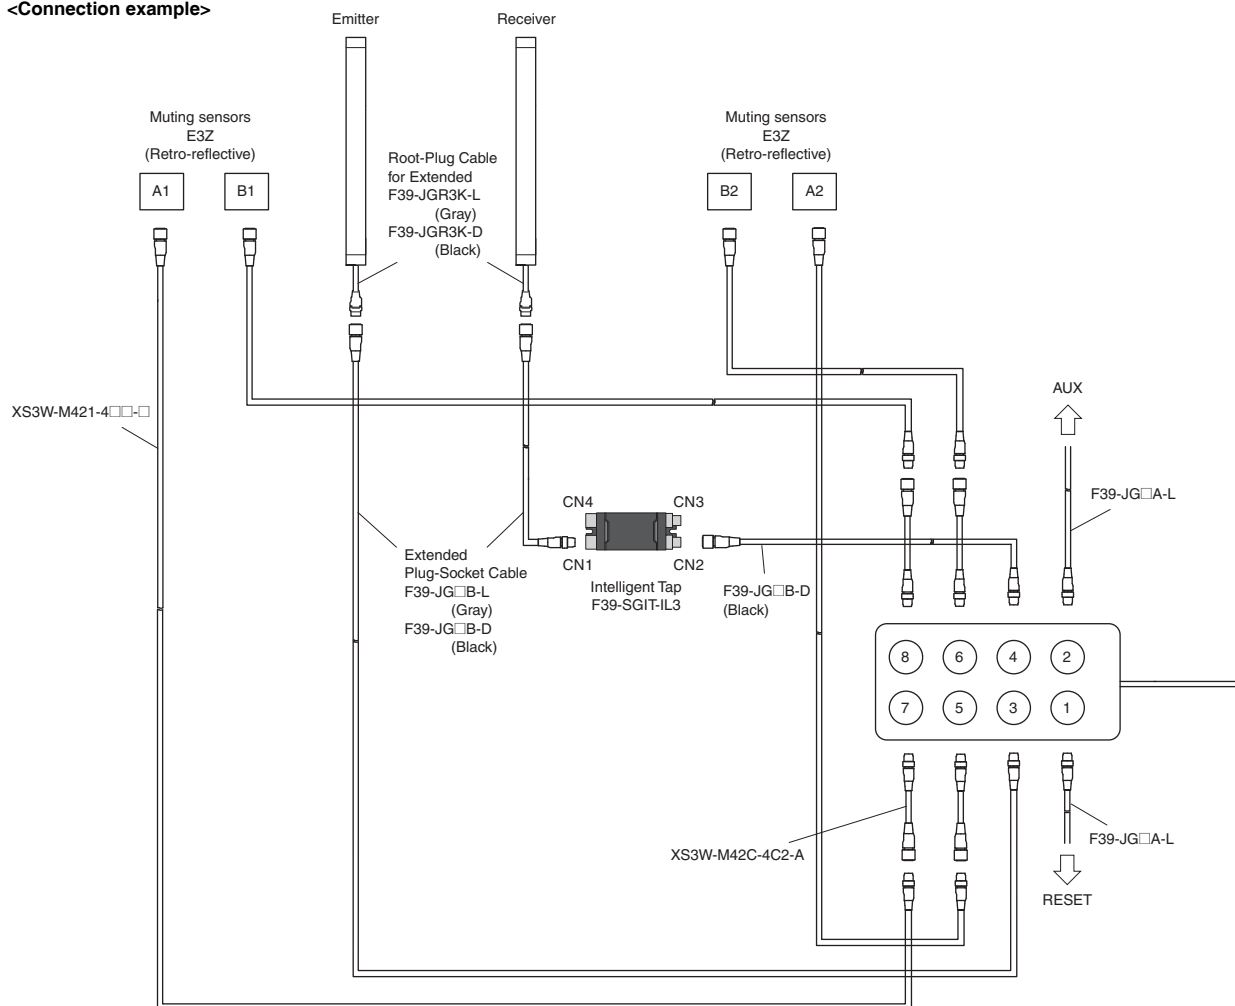 <Connection example>
Emitter
Receiver
Muting sensors
E3Z
(Retro-reflective)
A1
B1
Root-Plug Cable
for Extended
F39-JGR3K-L
(Gray)
F39-JGR3K-D
(Black)
Muting sensors
E3Z
(Retro-reflective)
B2
A2
XS3W-M421-4□□-□
AUX
F39-JG□A-L
CN4
CN3
CN1
CN2
Intelligent Tap
F39-SGIT-IL3
Extended
Plug-Socket Cable
F39-JG□B-L
(Gray)
F39-JG□B-D
(Black)
F39-JG□B-D
(Black)
8 6 4 2
7 5 3 1
XS3W-M42C-4C2-A
F39-JG□A-L
RESET